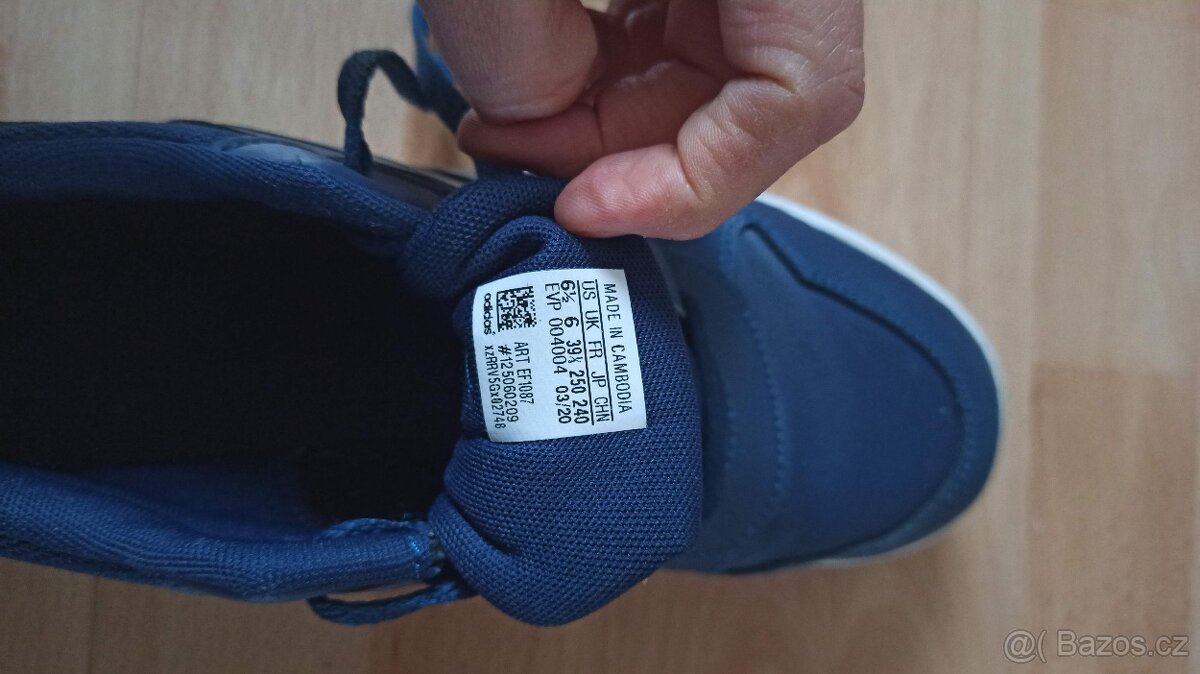 MADE IN CAMBODIA
US UK FR JP CHN
6½ 6 39⅓ 250 240
EVP 004004 03/20
ART EF1087
#125060209
adidas xzRRV5Gx0274B
@( Bazos.cz